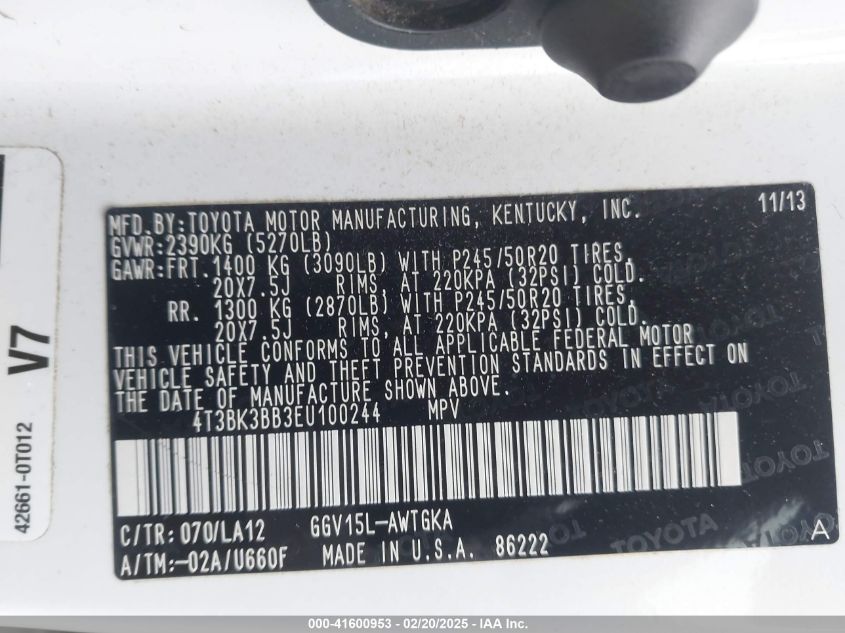 MFD.BY:TOYOTA MOTOR MANUFACTURING, KENTUCKY, INC. 11/13
GVWR:2390KG (5270LB)
GAWR:FRT.1400 KG (3090LB) WITH P245/50R20 TIRES,
20X7.5J RIMS, AT 220KPA (32PSI) COLD.
RR. 1300 KG (2870LB) WITH P245/50R20 TIRES,
20X7.5J RIMS, AT 220KPA (32PSI) COLD.
THIS VEHICLE CONFORMS TO ALL APPLICABLE FEDERAL MOTOR
VEHICLE SAFETY AND THEFT PREVENTION STANDARDS IN EFFECT ON
THE DATE OF MANUFACTURE SHOWN ABOVE.
4T3BK3BB3EU100244 MPV
C/TR: 070/LA12 GGV15L-AWTGKA
A/TM:-02A/U660F MADE IN U.S.A. 86222
A
V7
42661-0T012
TOYOTA
TOYOTA
TOYOTA
TOYOTA
000-41600953 - 02/20/2025 - IAA Inc.